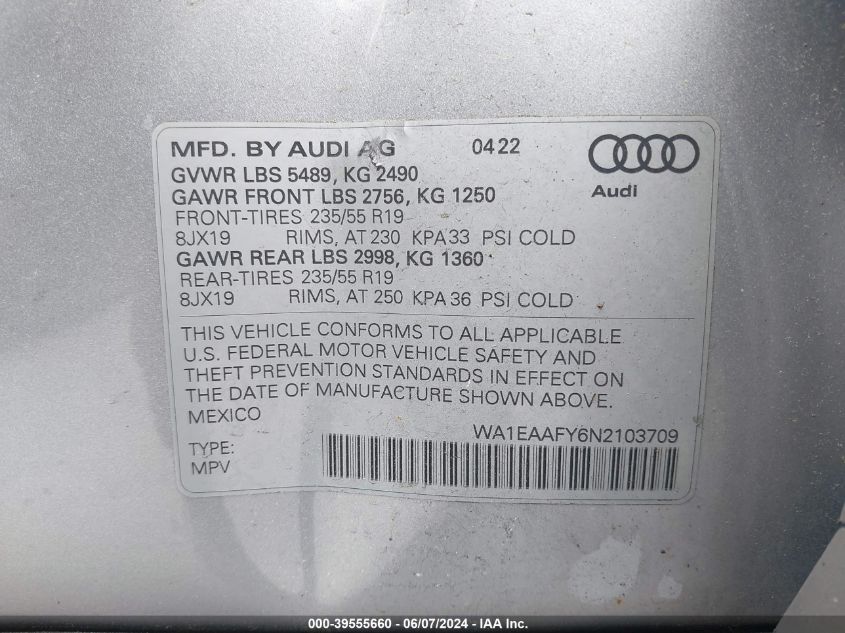 MFD. BY AUDI AG 0422
Audi
GVWR LBS 5489, KG 2490
GAWR FRONT LBS 2756, KG 1250
FRONT-TIRES 235/55 R19
8JX19 RIMS, AT 230 KPA 33 PSI COLD
GAWR REAR LBS 2998, KG 1360
REAR-TIRES 235/55 R19
8JX19 RIMS, AT 250 KPA 36 PSI COLD
THIS VEHICLE CONFORMS TO ALL APPLICABLE
U.S. FEDERAL MOTOR VEHICLE SAFETY AND
THEFT PREVENTION STANDARDS IN EFFECT ON
THE DATE OF MANUFACTURE SHOWN ABOVE.
MEXICO
WA1EAAFY6N2103709
TYPE:
MPV
000-39555660 - 06/07/2024 - IAA Inc.